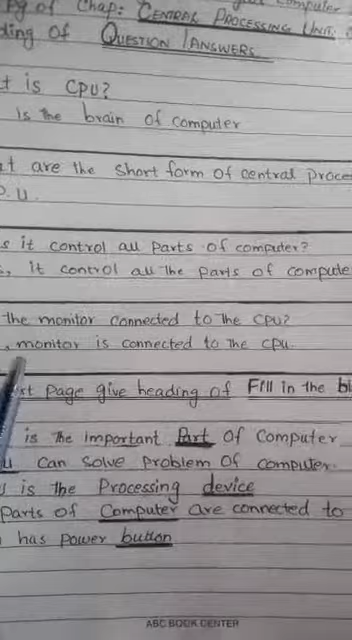 Pg of Chap: CENTRAL PROCESSING UNIT.
ding of QUESTION / ANSWERS
t is CPU?
Is the brain of computer
at are the short form of central proce
P.U.
s it control all parts of computer?
, it control all the parts of compute
the monitor connected to the CPU?
, monitor is connected to the CPU.
st page give heading of Fill in the bl
is the important Part of Computer
U can solve problem of computer.
U is the Processing device
parts of Computer are connected to
has power button
ABC BOOK CENTER